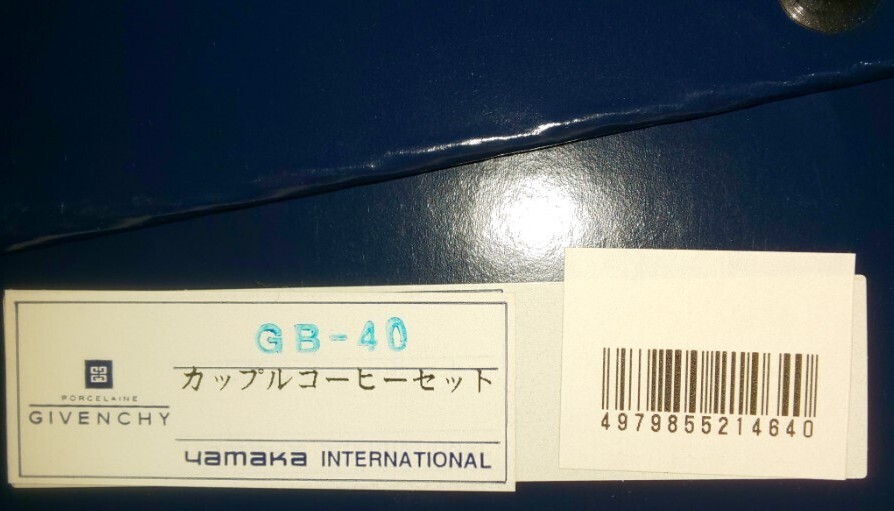 GB-40
カップルコーヒーセット
PORCELAINE
GIVENCHY
yamaka INTERNATIONAL
4979855214640